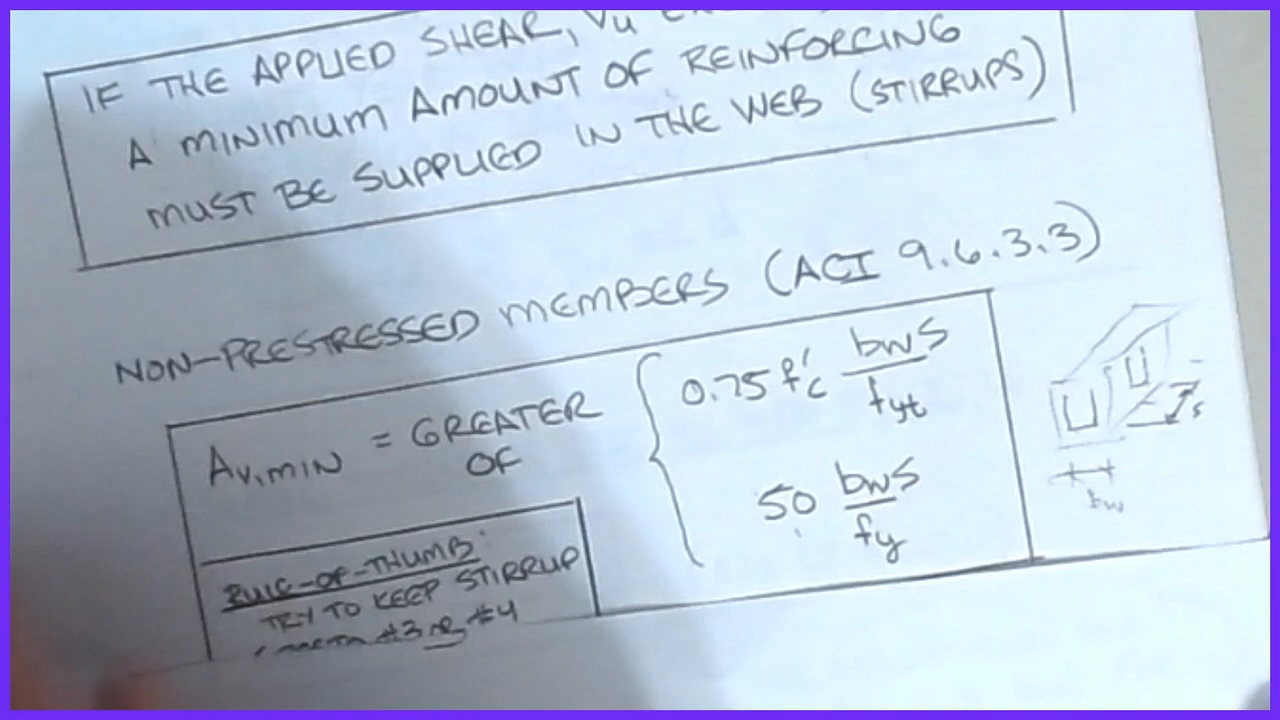 IF THE APPLIED SHEAR, Vu
A MINIMUM AMOUNT OF REINFORCING
MUST BE SUPPLIED IN THE WEB (STIRRUPS)
NON-PRESTRESSED MEMBERS (ACI 9.6.3.3)
Av,MIN = GREATER OF
0.75 f'c bws/fyt
50 bws/fy
U U
s
bw
RULE-OF-THUMB:
TRY TO KEEP STIRRUP
#3 OR #4